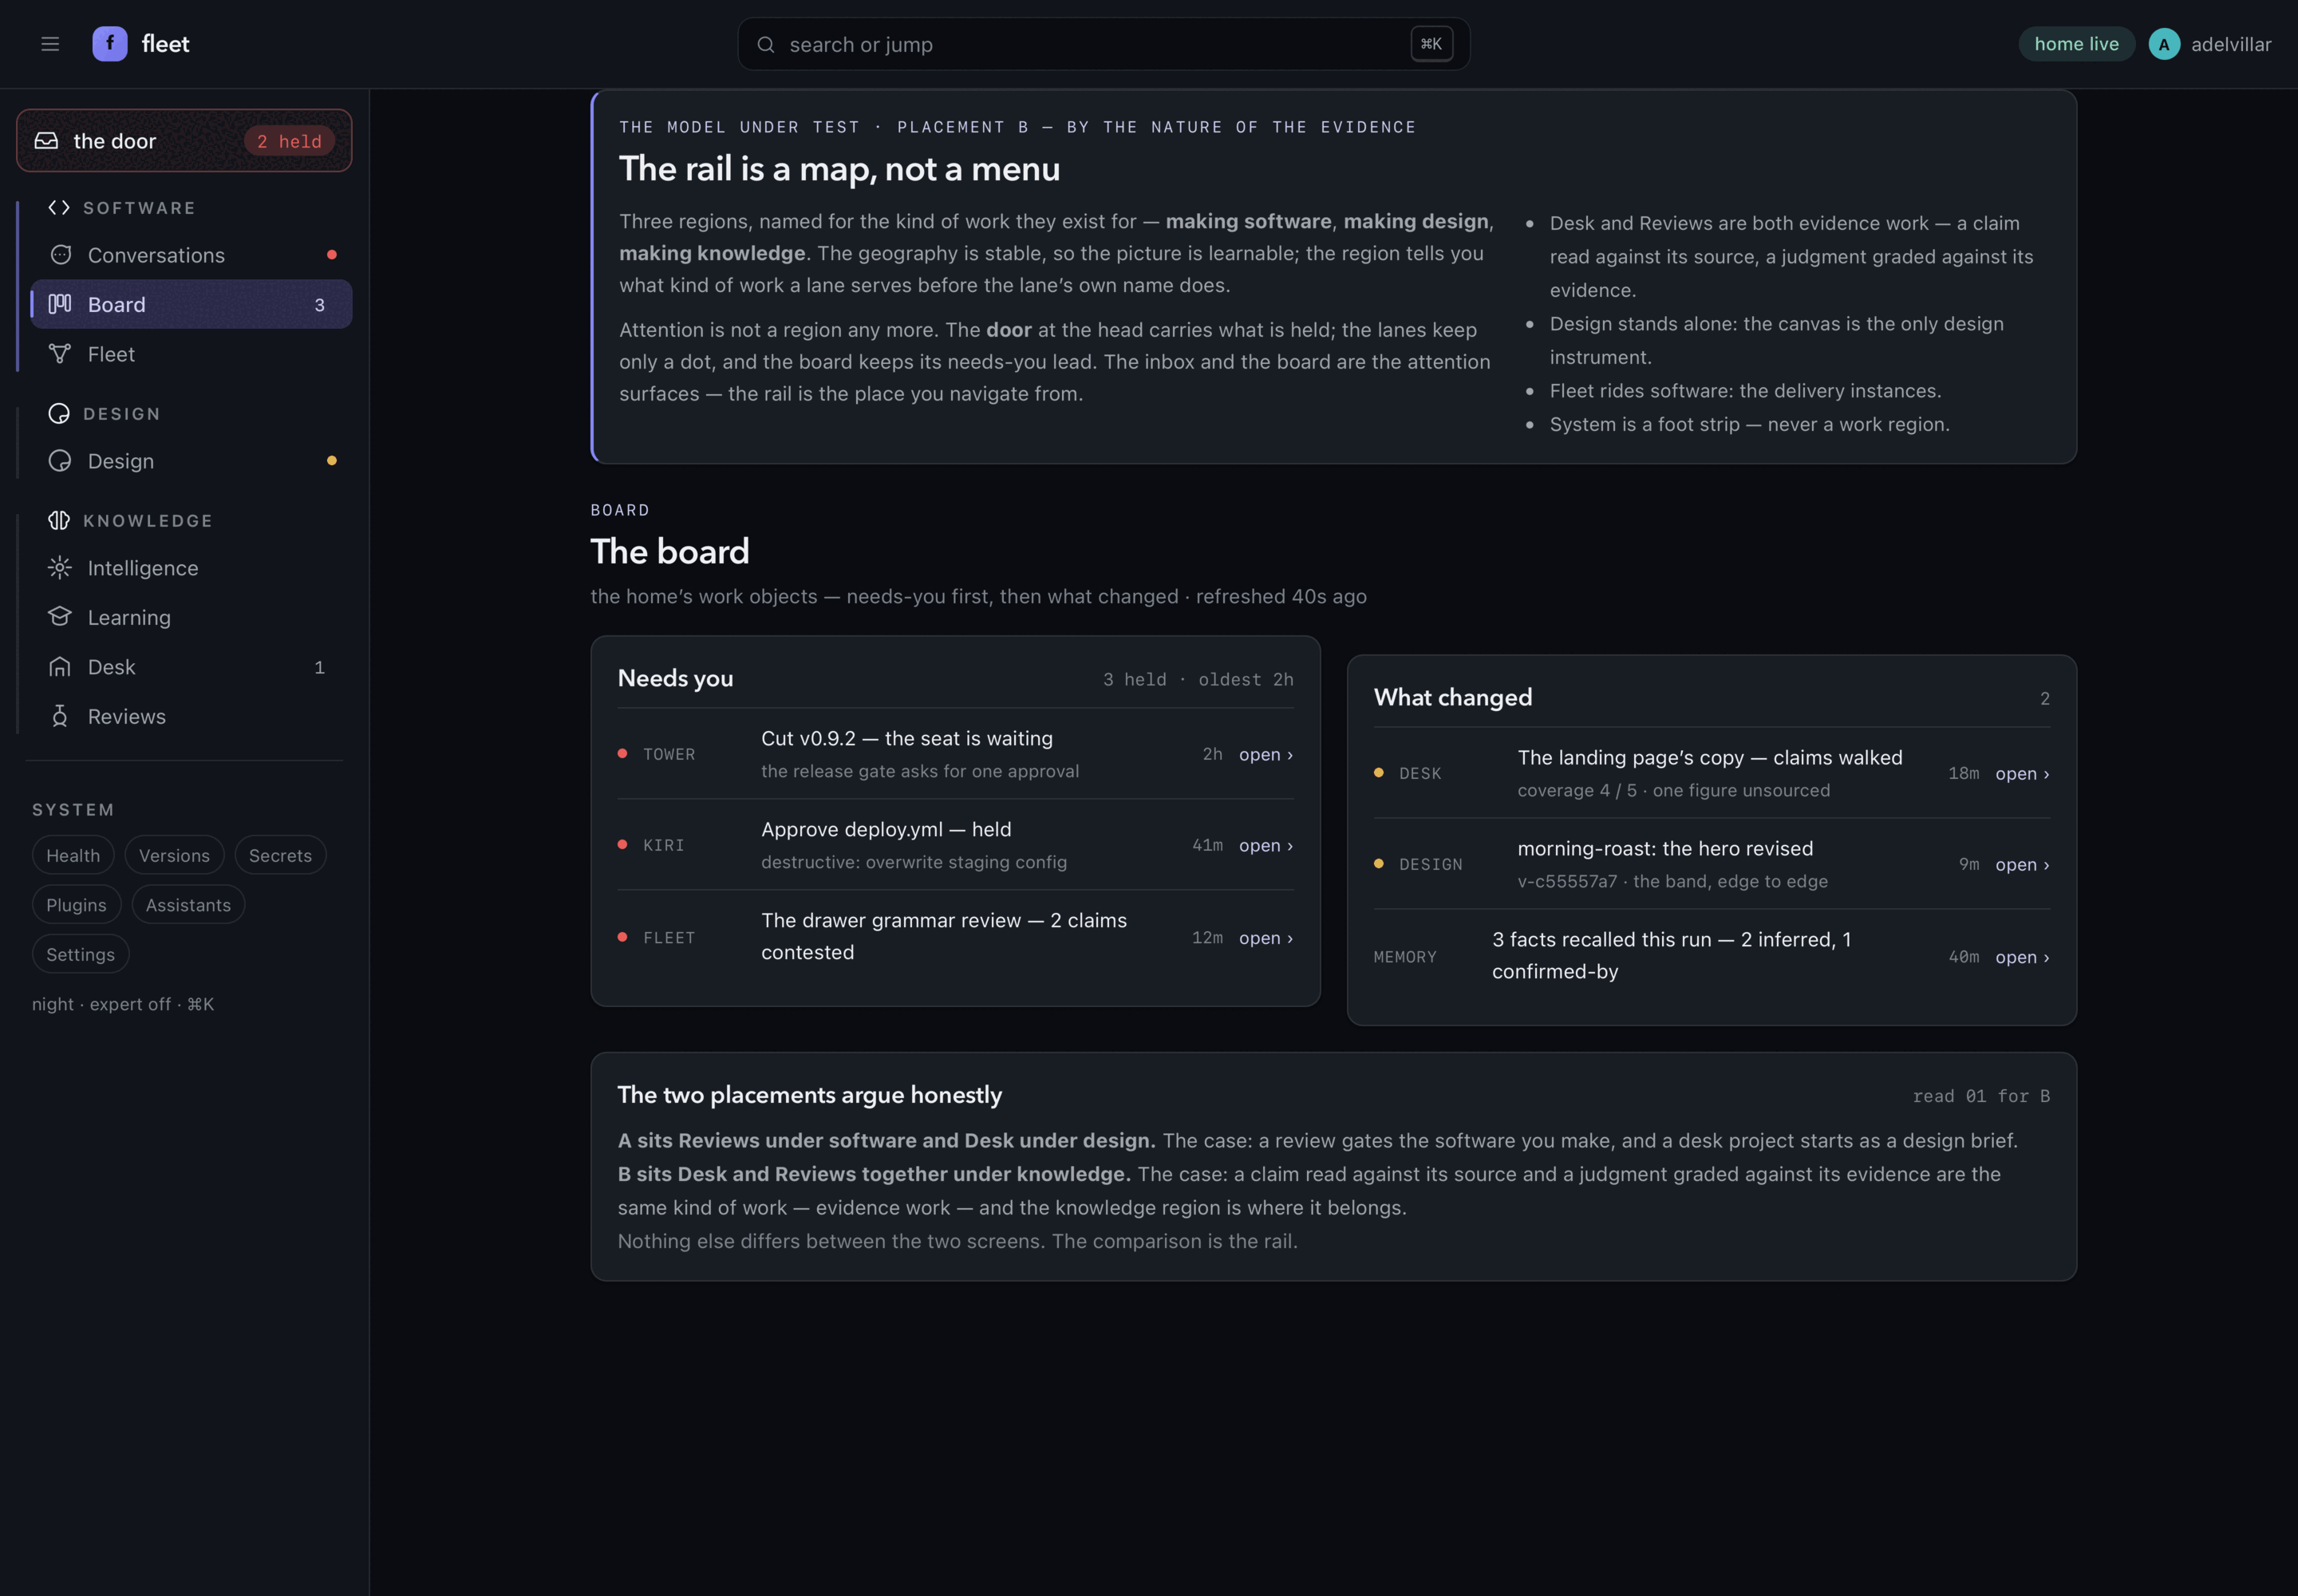 f fleet
search or jump ⌘K
home live A adelvillar
the door 2 held
SOFTWARE
Conversations
Board 3
Fleet
DESIGN
Design
KNOWLEDGE
Intelligence
Learning
Desk 1
Reviews
SYSTEM
Health Versions Secrets
Plugins Assistants
Settings
night · expert off · ⌘K
THE MODEL UNDER TEST · PLACEMENT B — BY THE NATURE OF THE EVIDENCE
The rail is a map, not a menu
Three regions, named for the kind of work they exist for — making software, making design,
making knowledge. The geography is stable, so the picture is learnable; the region tells you
what kind of work a lane serves before the lane's own name does.
Attention is not a region any more. The door at the head carries what is held; the lanes keep
only a dot, and the board keeps its needs-you lead. The inbox and the board are the attention
surfaces — the rail is the place you navigate from.
• Desk and Reviews are both evidence work — a claim
read against its source, a judgment graded against its
evidence.
• Design stands alone: the canvas is the only design
instrument.
• Fleet rides software: the delivery instances.
• System is a foot strip — never a work region.
BOARD
The board
the home's work objects — needs-you first, then what changed · refreshed 40s ago
Needs you 3 held · oldest 2h
TOWER Cut v0.9.2 — the seat is waiting 2h open ›
the release gate asks for one approval
KIRI Approve deploy.yml — held 41m open ›
destructive: overwrite staging config
FLEET The drawer grammar review — 2 claims 12m open ›
contested
What changed 2
DESK The landing page's copy — claims walked 18m open ›
coverage 4 / 5 · one figure unsourced
DESIGN morning-roast: the hero revised 9m open ›
v-c55557a7 · the band, edge to edge
MEMORY 3 facts recalled this run — 2 inferred, 1 40m open ›
confirmed-by
The two placements argue honestly read 01 for B
A sits Reviews under software and Desk under design. The case: a review gates the software you make, and a desk project starts as a design brief.
B sits Desk and Reviews together under knowledge. The case: a claim read against its source and a judgment graded against its evidence are the
same kind of work — evidence work — and the knowledge region is where it belongs.
Nothing else differs between the two screens. The comparison is the rail.